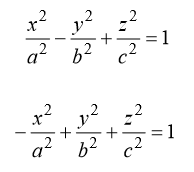 x²/a² − y²/b² + z²/c² = 1
−x²/a² + y²/b² + z²/c² = 1